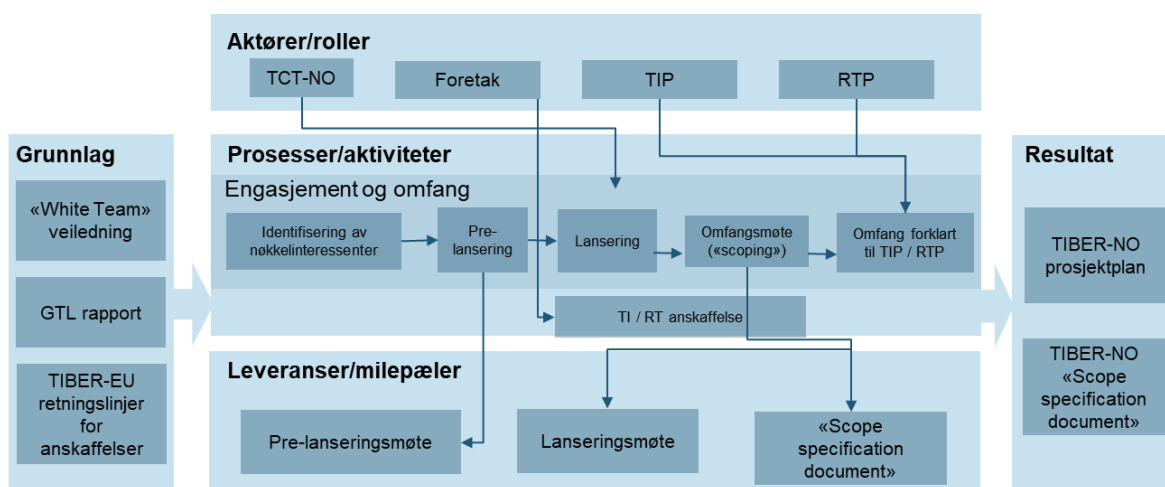 Aktører/roller
TCT-NO
Foretak
TIP
RTP
Grunnlag
«White Team»
veiledning
GTL rapport
TIBER-EU
retningslinjer
for
anskaffelser
Prosesser/aktiviteter
Engasjement og omfang
Identifisering av
nøkkelinteressenter
Pre-
lansering
Lansering
Omfangsmøte
(«scoping»)
Omfang forklart
til TIP / RTP
TI / RT anskaffelse
Leveranser/milepæler
Pre-lanseringsmøte
Lanseringsmøte
«Scope
specification
document»
Resultat
TIBER-NO
prosjektplan
TIBER-NO
«Scope
specification
document»